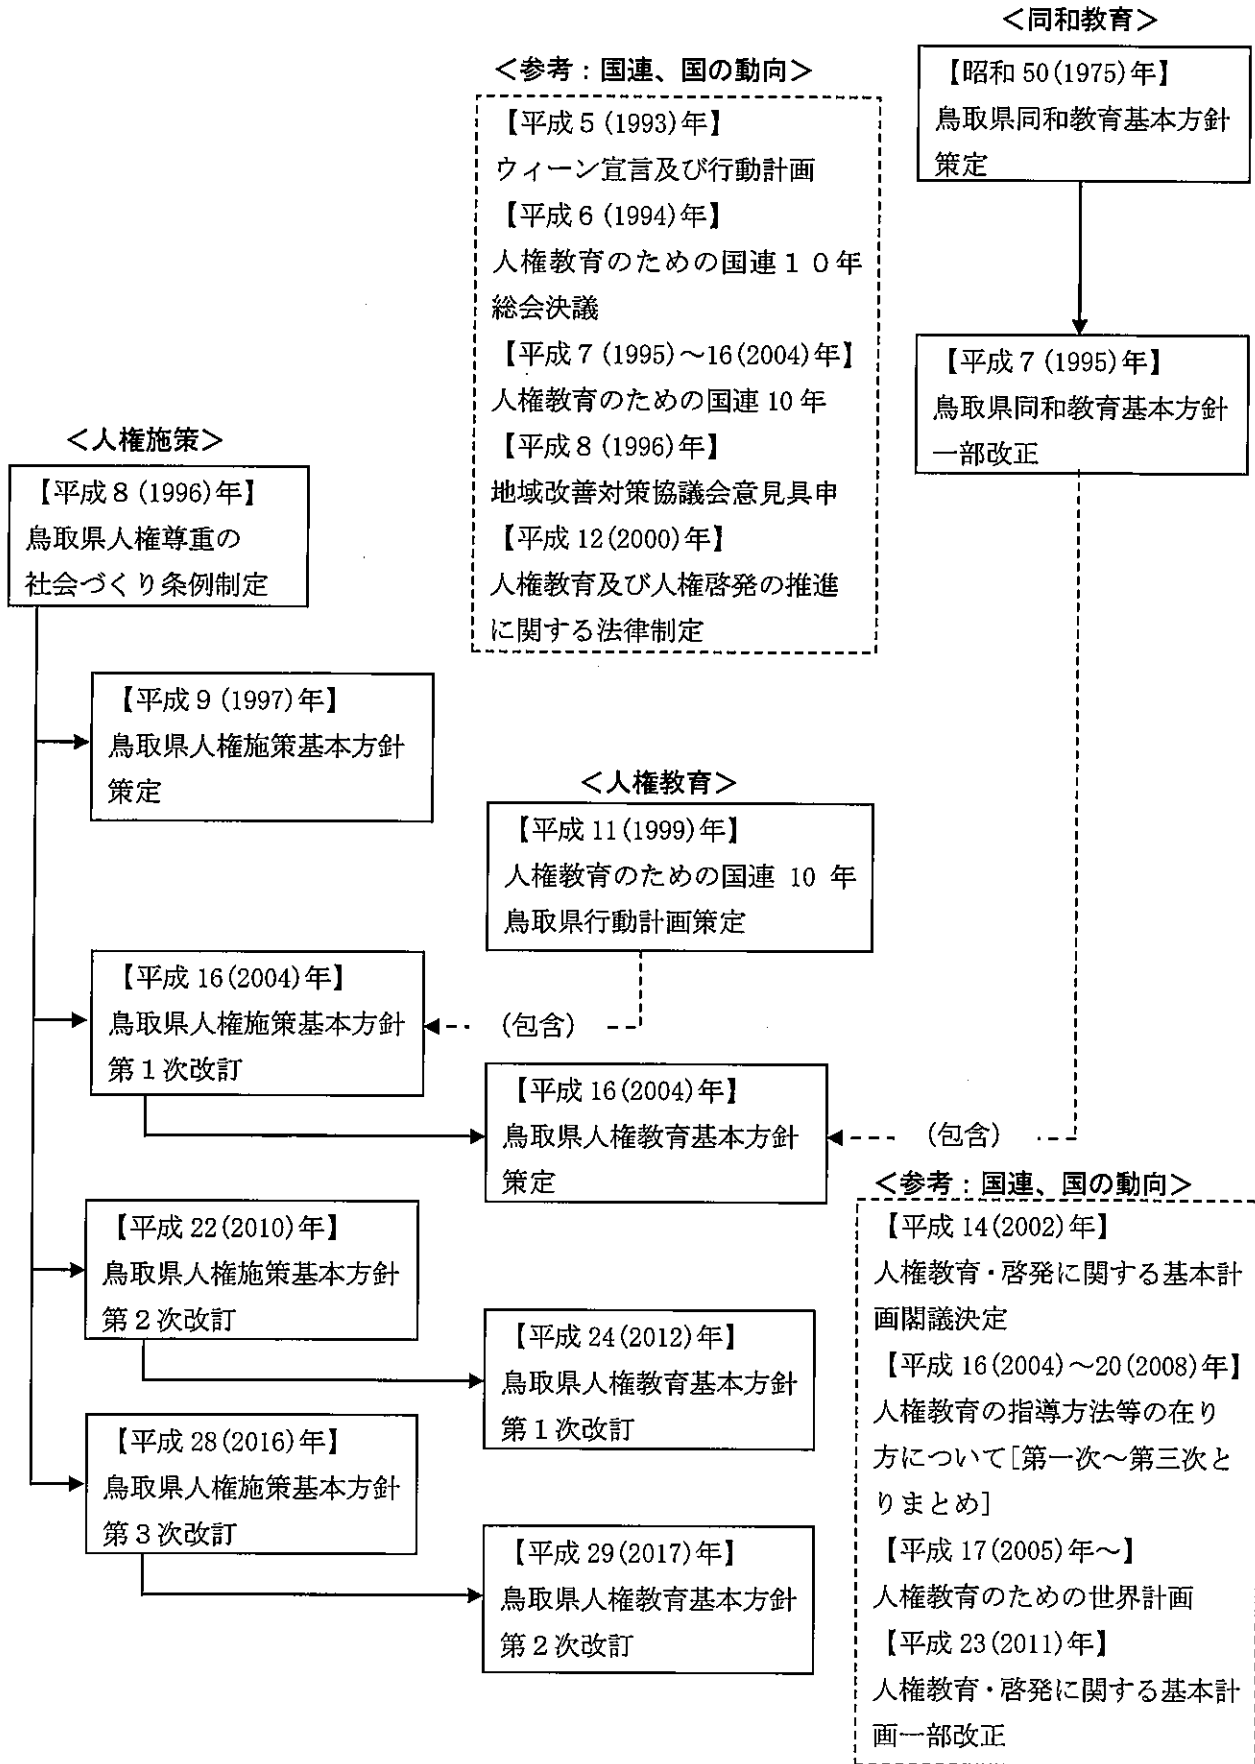 ＜同和教育＞
【昭和 50(1975)年】
鳥取県同和教育基本方針
策定
【平成７(1995)年】
鳥取県同和教育基本方針
一部改正
＜参考：国連、国の動向＞
【平成５(1993)年】
ウィーン宣言及び行動計画
【平成６(1994)年】
人権教育のための国連１０年
総会決議
【平成７(1995)～16(2004)年】
人権教育のための国連 10 年
【平成８(1996)年】
地域改善対策協議会意見具申
【平成 12(2000)年】
人権教育及び人権啓発の推進
に関する法律制定
＜人権施策＞
【平成８(1996)年】
鳥取県人権尊重の
社会づくり条例制定
【平成９(1997)年】
鳥取県人権施策基本方針
策定
＜人権教育＞
【平成 11(1999)年】
人権教育のための国連 10 年
鳥取県行動計画策定
【平成 16(2004)年】
鳥取県人権施策基本方針
第１次改訂
(包含)
【平成 16(2004)年】
鳥取県人権教育基本方針
策定
(包含)
＜参考：国連、国の動向＞
【平成 14(2002)年】
人権教育・啓発に関する基本計
画閣議決定
【平成 16(2004)～20(2008)年】
人権教育の指導方法等の在り
方について[第一次～第三次と
りまとめ]
【平成 17(2005)年～】
人権教育のための世界計画
【平成 23(2011)年】
人権教育・啓発に関する基本計
画一部改正
【平成 22(2010)年】
鳥取県人権施策基本方針
第２次改訂
【平成 24(2012)年】
鳥取県人権教育基本方針
第１次改訂
【平成 28(2016)年】
鳥取県人権施策基本方針
第３次改訂
【平成 29(2017)年】
鳥取県人権教育基本方針
第２次改訂